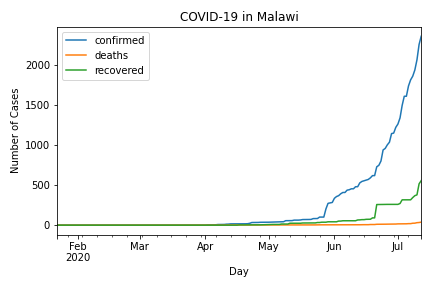 COVID-19 in Malawi
confirmed
deaths
recovered
Number of Cases
2000
1500
1000
500
0
Feb Mar Apr May Jun Jul
2020
Day